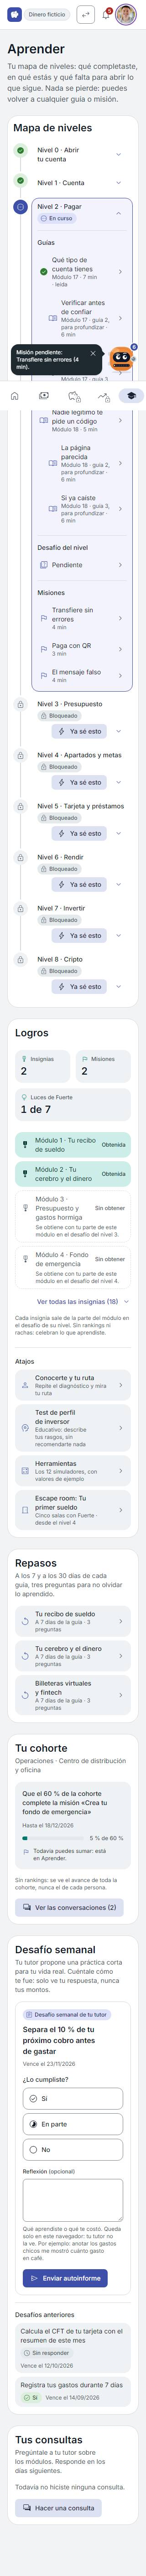 Dinero ficticio
5
Aprender
Tu mapa de niveles: qué completaste,
en qué estás y qué falta para abrir lo
que sigue. Nada se pierde: puedes
volver a cualquier guía o misión.
Mapa de niveles
Nivel 0 · Abrir
tu cuenta
Nivel 1 · Cuenta
Nivel 2 · Pagar
En curso
Guías
Qué tipo de
cuenta tienes
Módulo 17 · 7 min
· leída
Verificar antes
de confiar
Módulo 17 · guía 2,
para profundizar ·
6 min
Misión pendiente:
Transfiere sin errores (4
min).
6
Módulo 17 · guía 3
Nadie legítimo te
pide un código
Módulo 18 · 5 min
La página
parecida
Módulo 18 · guía 2,
para profundizar ·
6 min
Si ya caíste
Módulo 18 · guía 3,
para profundizar ·
6 min
Desafío del nivel
Pendiente
Misiones
Transfiere sin
errores
4 min
Paga con QR
3 min
El mensaje falso
4 min
Nivel 3 · Presupuesto
Bloqueado
Ya sé esto
Nivel 4 · Apartados y metas
Bloqueado
Ya sé esto
Nivel 5 · Tarjeta y préstamos
Bloqueado
Ya sé esto
Nivel 6 · Rendir
Bloqueado
Ya sé esto
Nivel 7 · Invertir
Bloqueado
Ya sé esto
Nivel 8 · Cripto
Bloqueado
Ya sé esto
Logros
Insignias
2
Misiones
2
Luces de Fuerte
1 de 7
Módulo 1 · Tu recibo
de sueldo
Obtenida
Módulo 2 · Tu
cerebro y el dinero
Obtenida
Módulo 3 ·
Presupuesto y
gastos hormiga
Sin obtener
Se obtiene con tu parte de este
módulo en el desafío del nivel 3.
Módulo 4 · Fondo
de emergencia
Sin obtener
Se obtiene con tu parte de este
módulo en el desafío del nivel 4.
Ver todas las insignias (18)
Cada insignia sale de la parte del módulo en
el desafío de su nivel. Sin rankings ni
rachas: celebran lo que aprendiste.
Atajos
Conocerte y tu ruta
Repite el diagnóstico y mira
tu ruta
Test de perfil
de inversor
Educativo: describe
tus rasgos, sin
recomendarte nada
Herramientas
Los 12 simuladores, con
valores de ejemplo
Escape room: Tu
primer sueldo
Cinco salas con Fuerte ·
desde el nivel 4
Repasos
A los 7 y a los 30 días de cada
guía, tres preguntas para no olvidar
lo aprendido.
Tu recibo de sueldo
A 7 días de la guía · 3
preguntas
Tu cerebro y el dinero
A 7 días de la guía · 3
preguntas
Billeteras virtuales
y fintech
A 7 días de la guía · 3
preguntas
Tu cohorte
Operaciones · Centro de distribución
y oficina
Que el 60 % de la cohorte
complete la misión «Crea tu
fondo de emergencia»
Hasta el 16/12/2026
5 % de 60 %
Todavía puedes sumar: está
en Aprender.
Sin rankings: se ve el avance de toda la
cohorte, nunca el de cada persona.
Ver las conversaciones (2)
Desafío semanal
Tu tutor propone una práctica corta
para tu vida real. Cuéntale cómo
te fue: solo ve tu respuesta, nunca
tus montos.
Desafío semanal de tu tutor
Separa el 10 % de tu
próximo cobro antes
de gastar
Vence el 23/11/2026
¿Lo cumpliste?
Sí
En parte
No
Reflexión (opcional)
Qué aprendiste o qué te costó. Queda
solo en este navegador: tu tutor no
la ve. Por ejemplo: anotar los gastos
chicos me mostró cuánto gasto
en café.
Enviar autoinforme
Desafíos anteriores
Calcula el CFT de tu tarjeta con el
resumen de este mes
Sin responder
Vence el 12/10/2026
Registra tus gastos durante 7 días
Sí
Vence el 14/09/2026
Tus consultas
Pregúntale a tu tutor sobre
los módulos. Responde en los
días siguientes.
Todavía no hiciste ninguna consulta.
Hacer una consulta